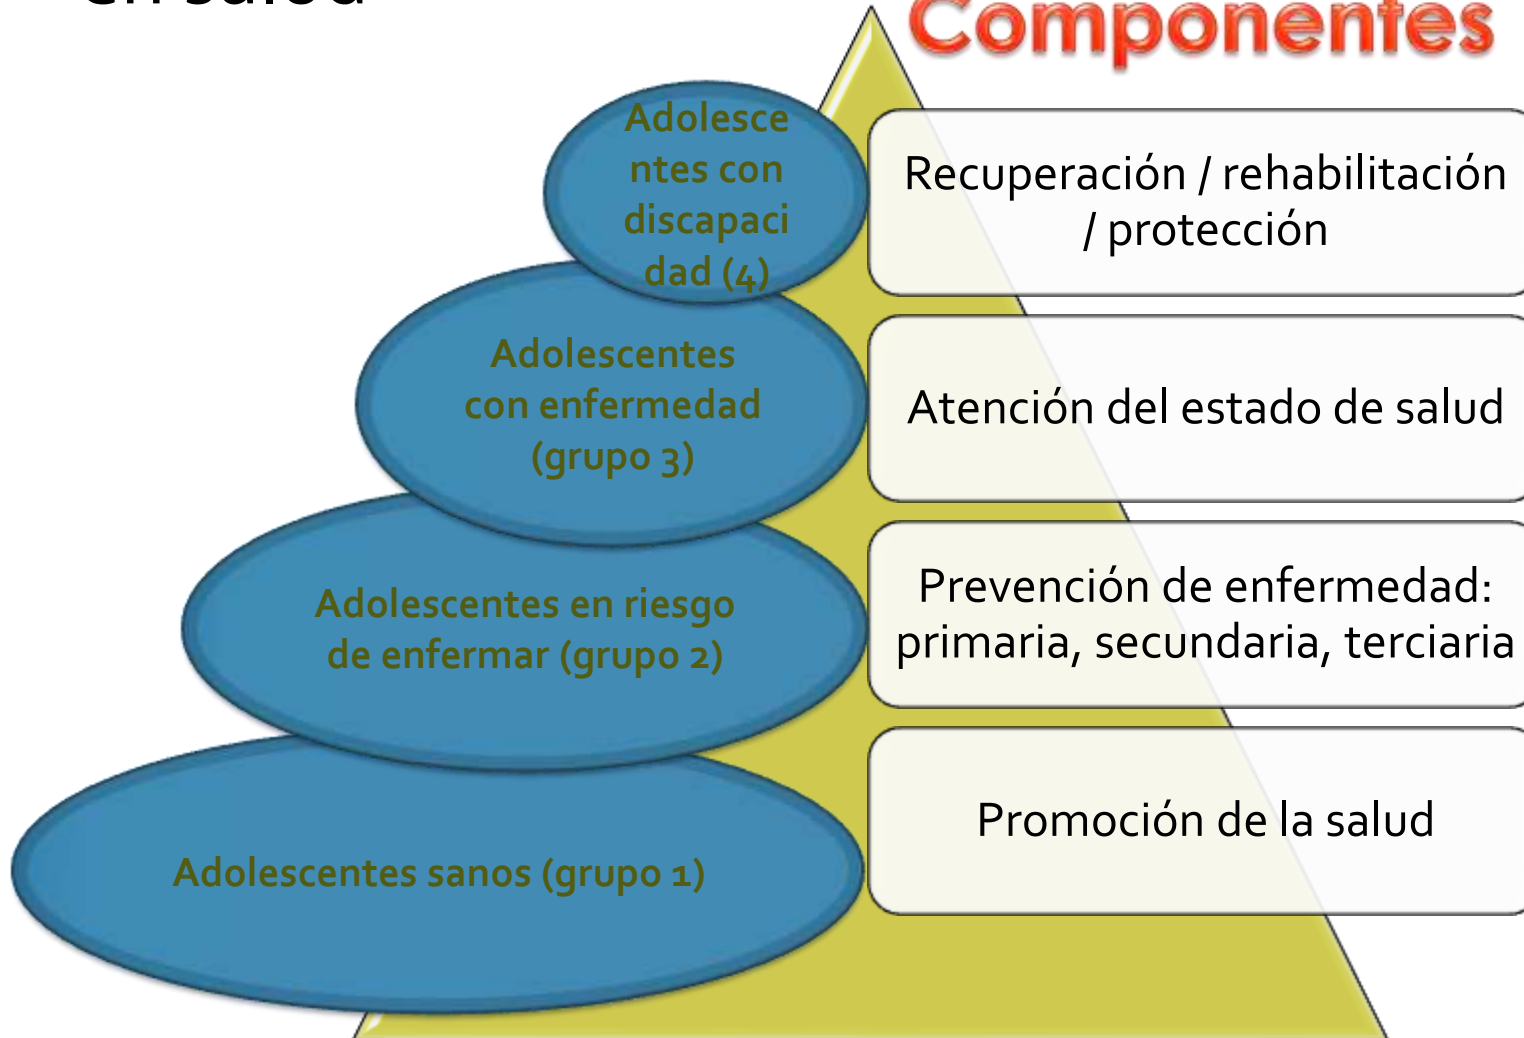 en salud
Componentes
Adolesce
ntes con
discapaci
dad (4)
Recuperación / rehabilitación
/ protección
Adolescentes
con enfermedad
(grupo 3)
Atención del estado de salud
Adolescentes en riesgo
de enfermar (grupo 2)
Prevención de enfermedad:
primaria, secundaria, terciaria
Adolescentes sanos (grupo 1)
Promoción de la salud